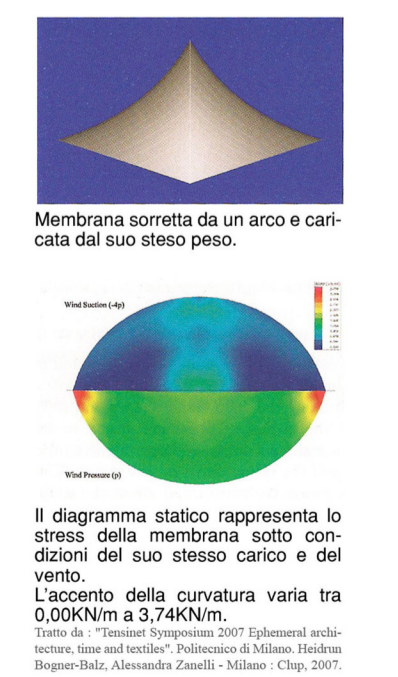 Membrana sorretta da un arco e cari-
cata dal suo steso peso.
Wind Suction (-4p)
Wind Pressure (p)
Il diagramma statico rappresenta lo
stress della membrana sotto con-
dizioni del suo stesso carico e del
vento.
L'accento della curvatura varia tra
0,00KN/m a 3,74KN/m.
Tratto da : "Tensinet Symposium 2007 Ephemeral archi-
tecture, time and textiles". Politecnico di Milano. Heidrun
Bogner-Balz, Alessandra Zanelli - Milano : Clup, 2007.